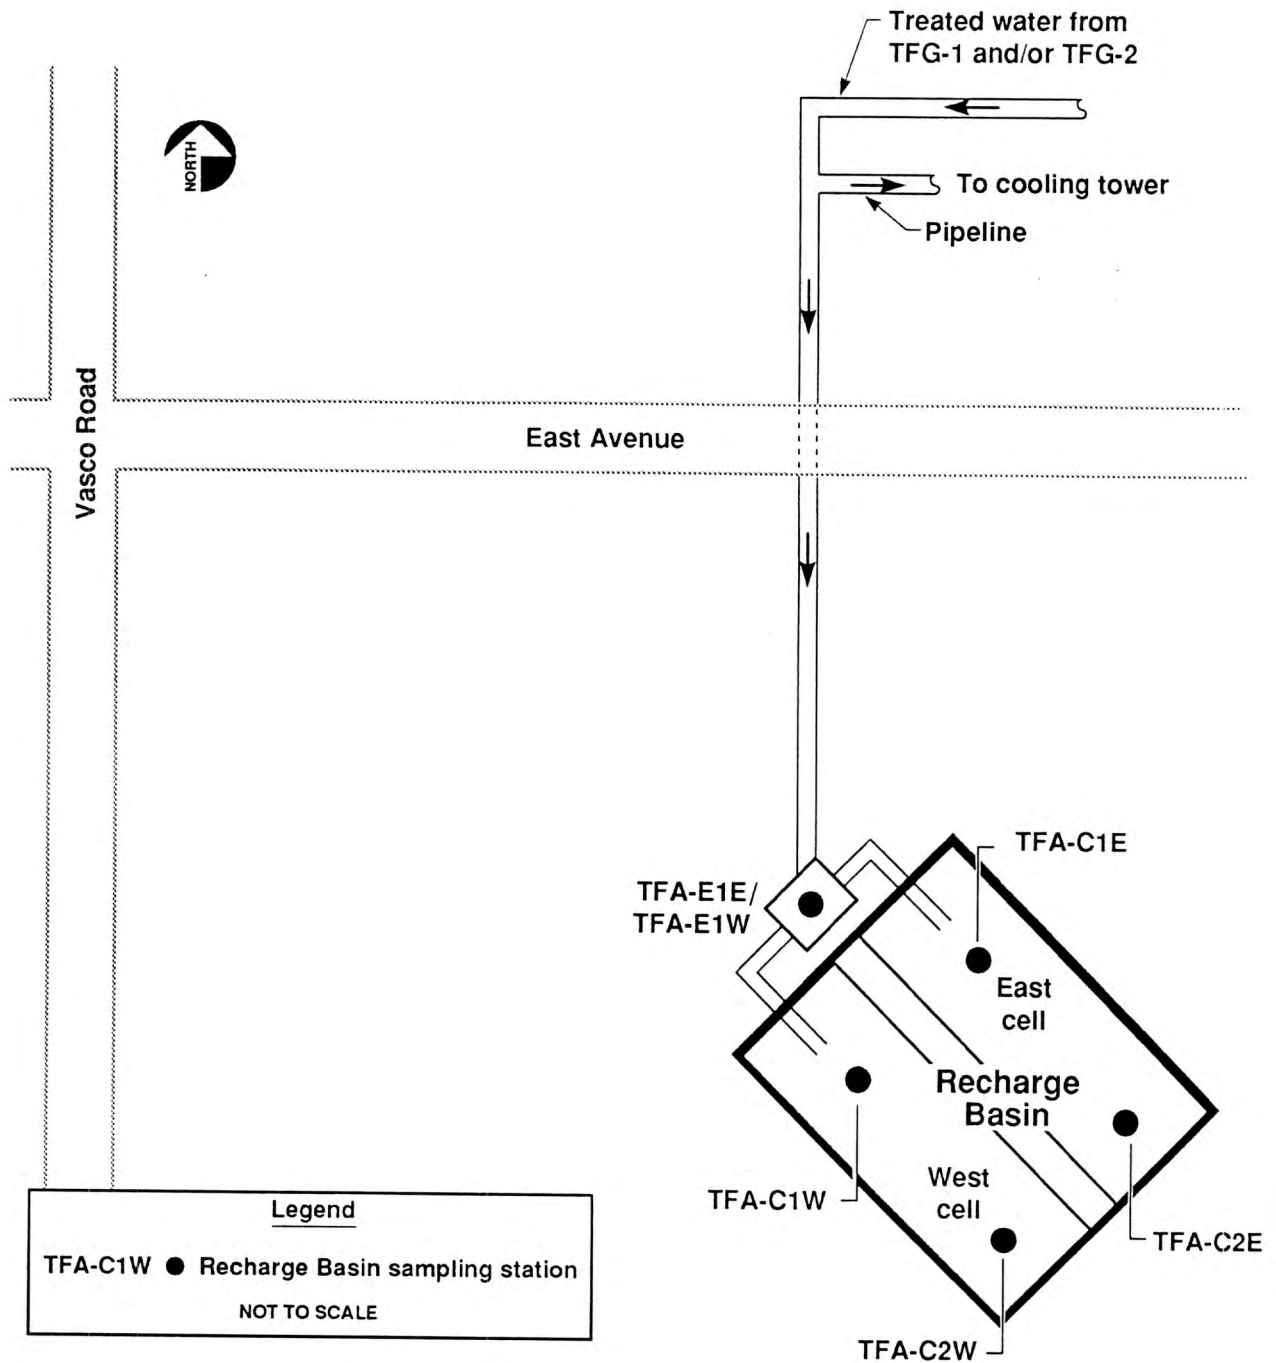 Treated water from
TFG-1 and/or TFG-2
NORTH
To cooling tower
Pipeline
Vasco Road
East Avenue
TFA-C1E
TFA-E1E/
TFA-E1W
East
cell
Recharge
Basin
West
cell
TFA-C1W
TFA-C2E
TFA-C2W
Legend
TFA-C1W ● Recharge Basin sampling station
NOT TO SCALE